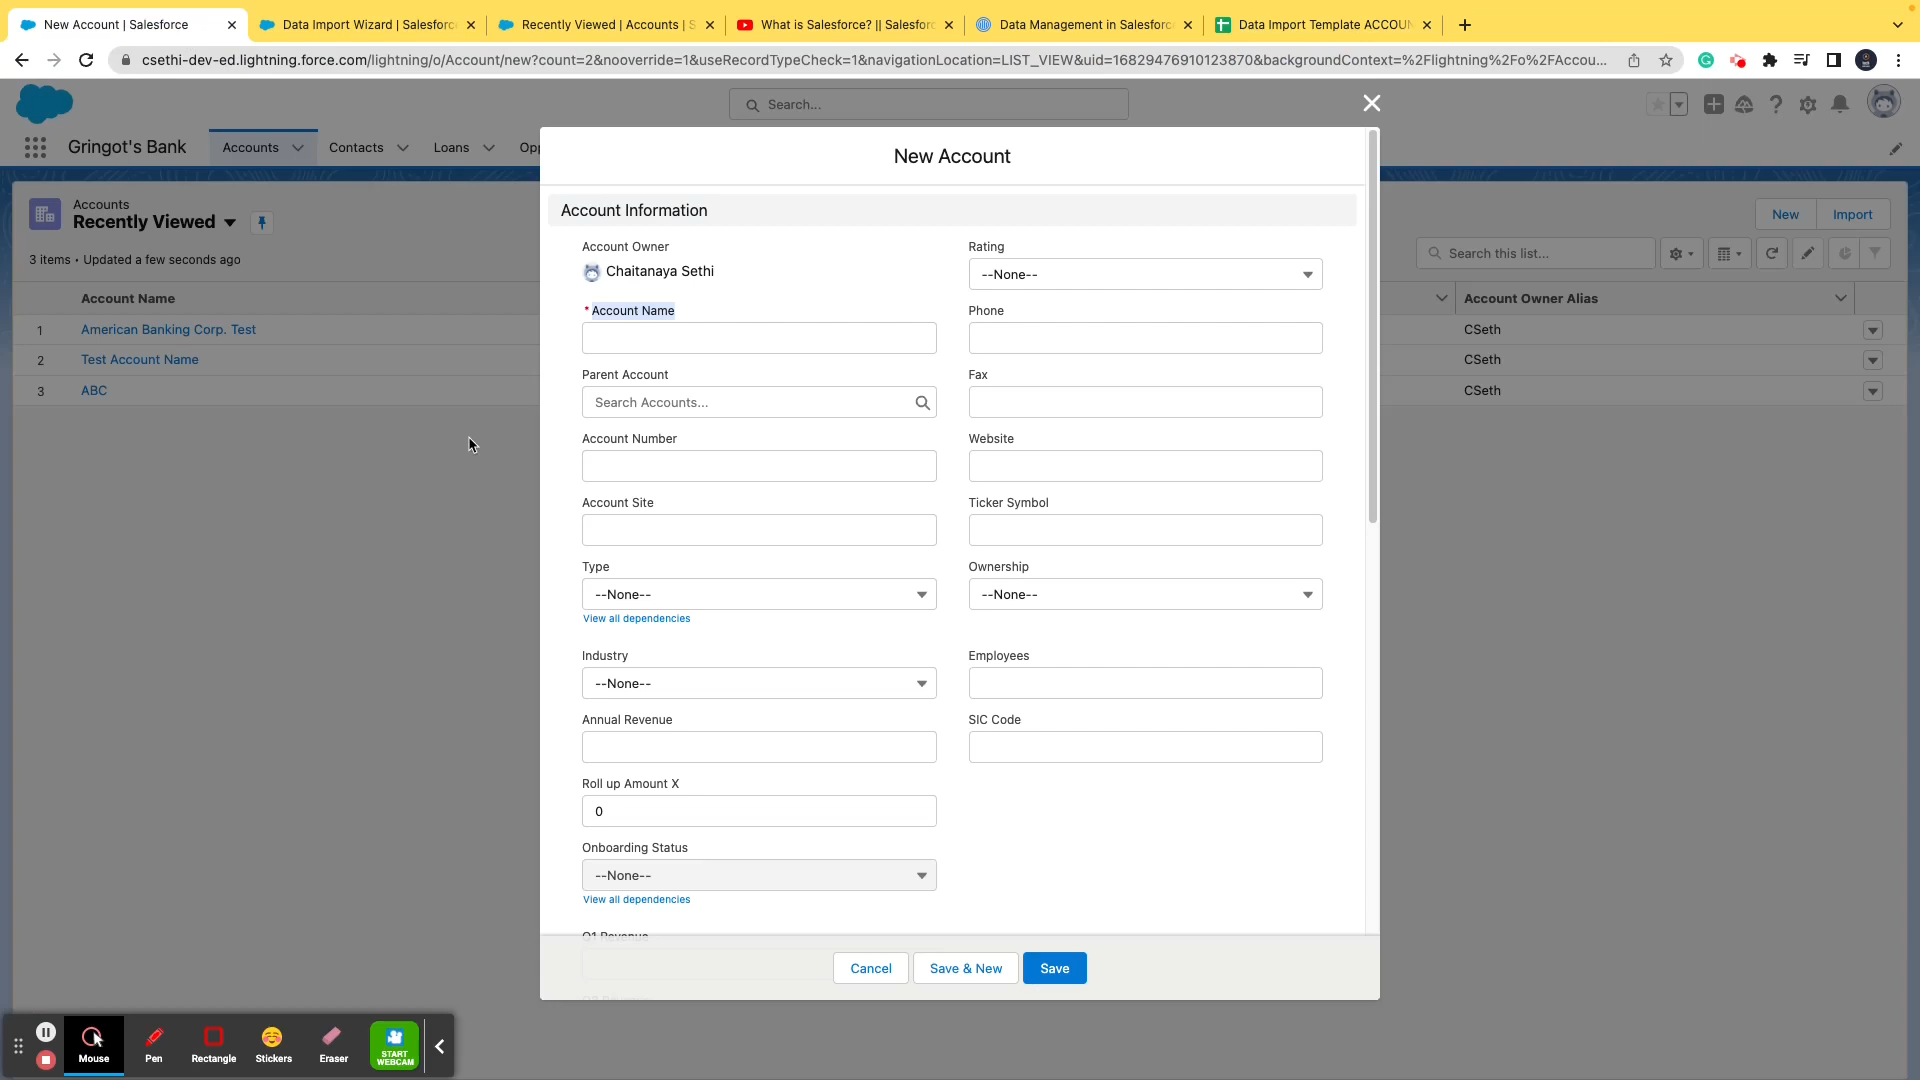 New Account | Salesforce
Data Import Wizard | Salesforc
Recently Viewed | Accounts | S
What is Salesforce? || Salesforc
Data Management in Salesforc
Data Import Template ACCOUN
csethi-dev-ed.lightning.force.com/lightning/o/Account/new?count=2&nooverride=1&useRecordTypeCheck=1&navigationLocation=LIST_VIEW&uid=16829476910123870&backgroundContext=%2Flightning%2Fo%2FAccou...
Search...
Gringot's Bank
Accounts
Contacts
Loans
Opp
New Account
Accounts
Recently Viewed
New
Import
3 items • Updated a few seconds ago
Search this list...
Account Name
Account Owner Alias
1
American Banking Corp. Test
CSeth
2
Test Account Name
CSeth
3
ABC
CSeth
Account Information
Account Owner
Chaitanaya Sethi
Rating
--None--
* Account Name
Phone
Parent Account
Search Accounts...
Fax
Account Number
Website
Account Site
Ticker Symbol
Type
--None--
View all dependencies
Ownership
--None--
Industry
--None--
Employees
Annual Revenue
SIC Code
Roll up Amount X
0
Onboarding Status
--None--
View all dependencies
Q1 Revenue
Cancel
Save & New
Save
Mouse
Pen
Rectangle
Stickers
Eraser
START
WEBCAM